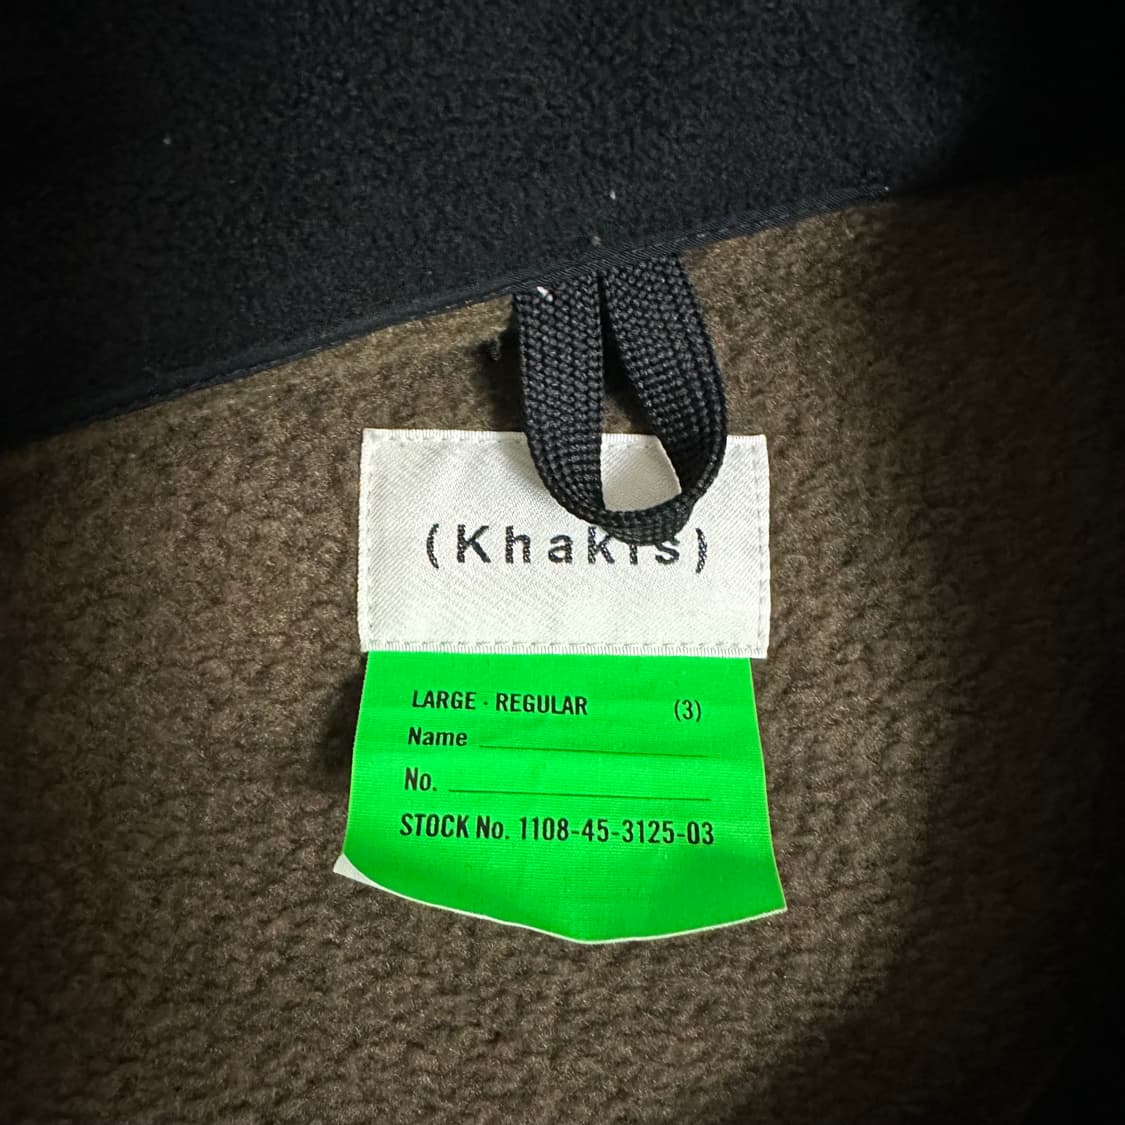 (Khakis)
LARGE · REGULAR (3)
Name
No.
STOCK No. 1108-45-3125-03